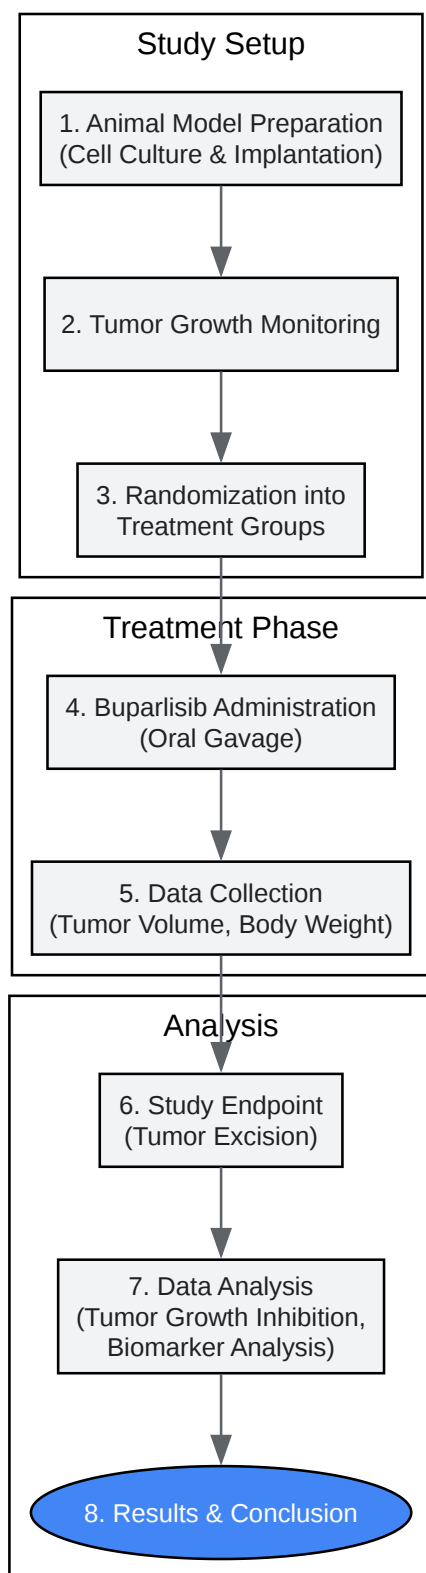 Study Setup
1. Animal Model Preparation
(Cell Culture & Implantation)
2. Tumor Growth Monitoring
3. Randomization into
Treatment Groups
Treatment Phase
4. Buparlisib Administration
(Oral Gavage)
5. Data Collection
(Tumor Volume, Body Weight)
Analysis
6. Study Endpoint
(Tumor Excision)
7. Data Analysis
(Tumor Growth Inhibition,
Biomarker Analysis)
8. Results & Conclusion